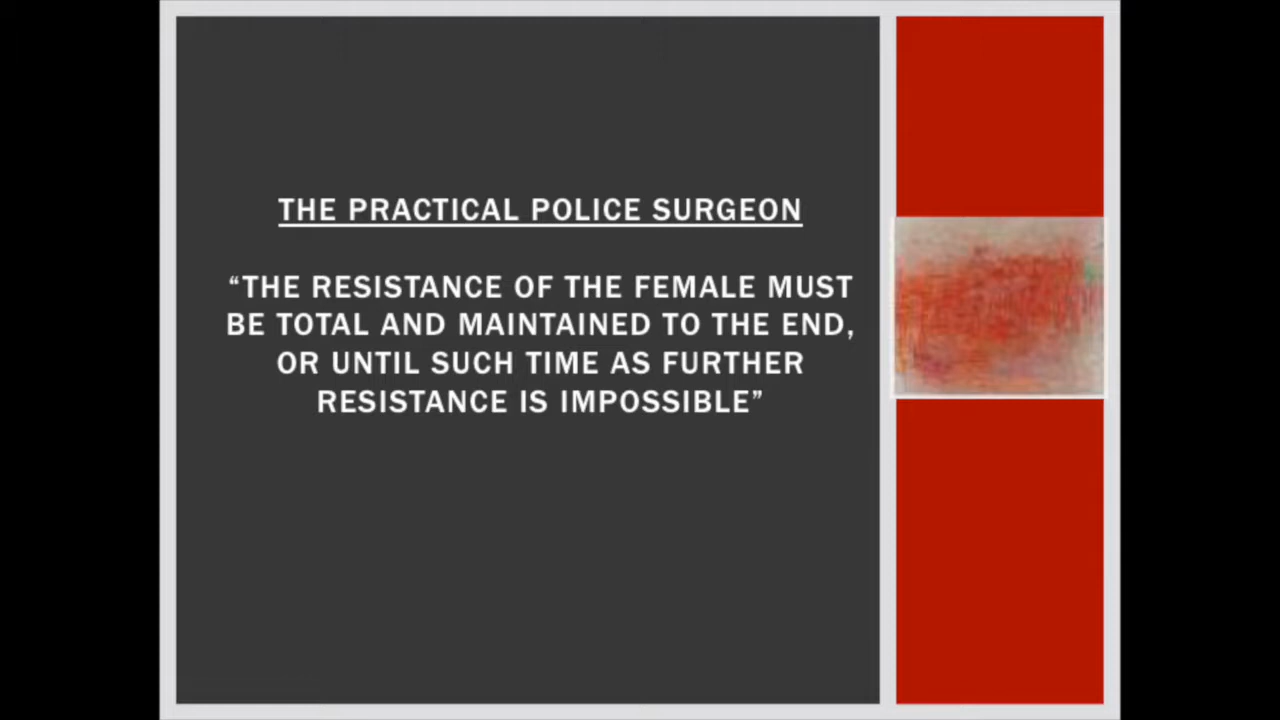 THE PRACTICAL POLICE SURGEON
“THE RESISTANCE OF THE FEMALE MUST
BE TOTAL AND MAINTAINED TO THE END,
OR UNTIL SUCH TIME AS FURTHER
RESISTANCE IS IMPOSSIBLE”